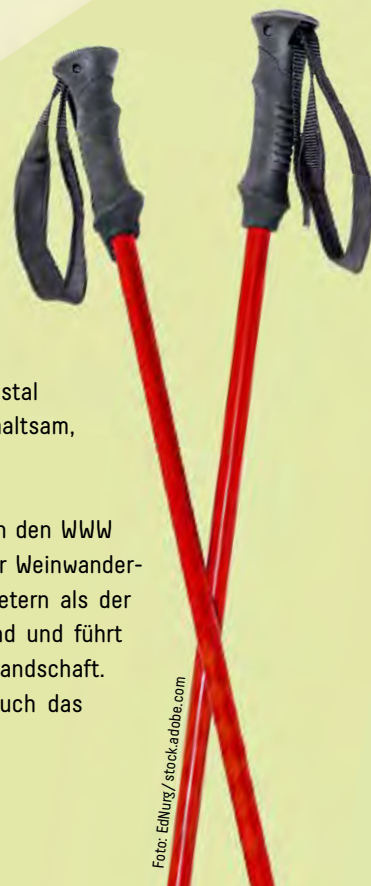 stal
altsam,
n den WWW
r Weinwander-
etern als der
nd und führt
andschaft.
uch das
Foto: EdNurg/ stock.adobe.com